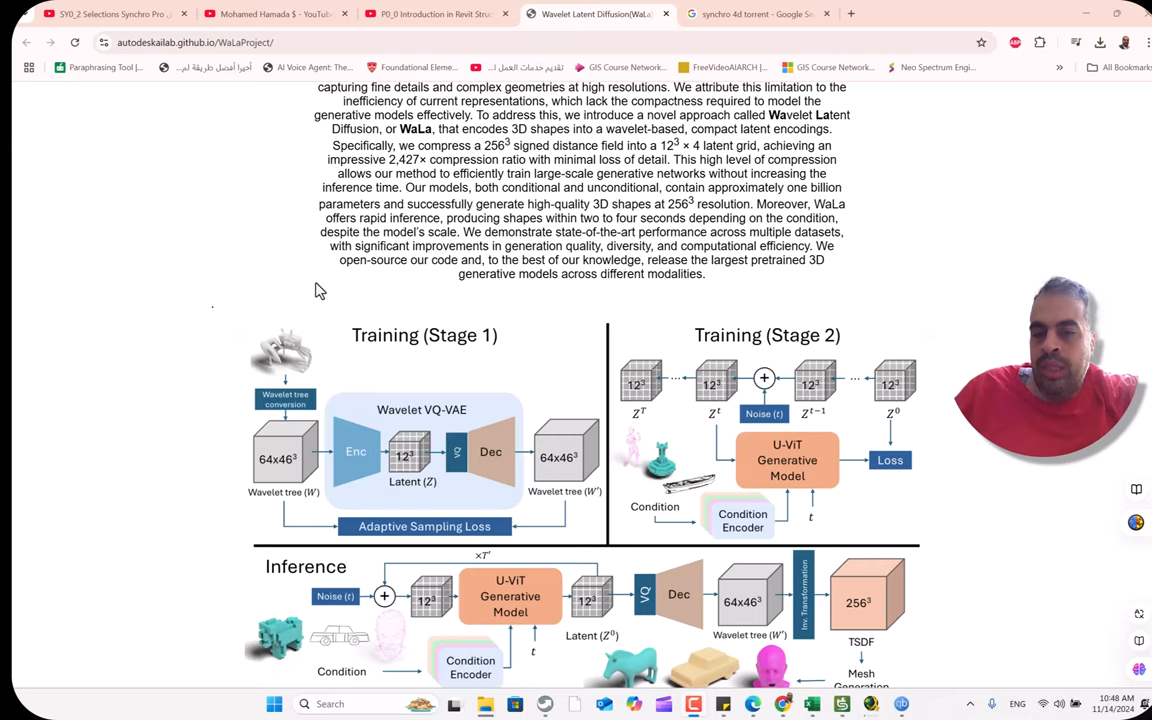 SY0_2 Selections Synchro Pro
Mohamed Hamada $ - YouTube
P0_0 Introduction in Revit Struc
Wavelet Latent Diffusion(WaLa)
synchro 4d torrent - Google Se
autodeskailab.github.io/WaLaProject/
Paraphrasing Tool |...
أخيرا أفضل طريقة لم...
AI Voice Agent: The...
Foundational Eleme...
تقديم خدمات العمل ا...
GIS Course Network...
FreeVideoAIARCH |...
GIS Course Network...
Neo Spectrum Engi...
All Bookmarks
capturing fine details and complex geometries at high resolutions. We attribute this limitation to the
inefficiency of current representations, which lack the compactness required to model the
generative models effectively. To address this, we introduce a novel approach called Wavelet Latent
Diffusion, or WaLa, that encodes 3D shapes into a wavelet-based, compact latent encodings.
Specifically, we compress a 256³ signed distance field into a 12³ × 4 latent grid, achieving an
impressive 2,427× compression ratio with minimal loss of detail. This high level of compression
allows our method to efficiently train large-scale generative networks without increasing the
inference time. Our models, both conditional and unconditional, contain approximately one billion
parameters and successfully generate high-quality 3D shapes at 256³ resolution. Moreover, WaLa
offers rapid inference, producing shapes within two to four seconds depending on the condition,
despite the model's scale. We demonstrate state-of-the-art performance across multiple datasets,
with significant improvements in generation quality, diversity, and computational efficiency. We
open-source our code and, to the best of our knowledge, release the largest pretrained 3D
generative models across different modalities.
Training (Stage 1)
Wavelet tree
conversion
Wavelet VQ-VAE
64x46³
Enc
12³
VQ
Dec
64x46³
Latent (Z)
Wavelet tree (W)
Wavelet tree (W')
Adaptive Sampling Loss
Training (Stage 2)
12³ ... 12³ + 12³ ... 12³
Z^T
Z^t
Noise (t)
Z^t−1
Z^0
U-ViT
Generative
Model
Loss
Condition
Condition
Encoder
t
Inference
×T'
Noise (t)
+
12³
U-ViT
Generative
Model
12³
VQ
Dec
64x46³
Inv. Transformation
256³
Latent (Z^0)
Wavelet tree (W')
TSDF
t
Condition
Condition
Encoder
Mesh
Generation
Search
ENG
10:48 AM
11/14/2024